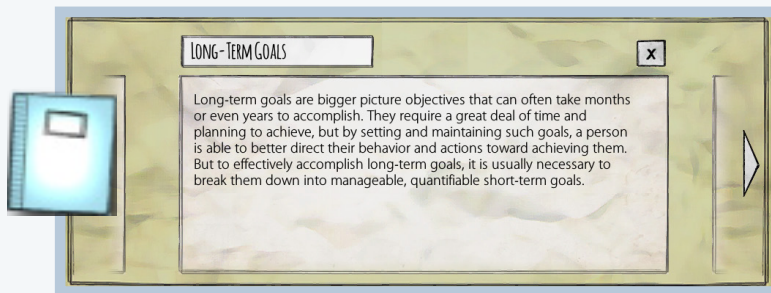 LONG-TERM GOALS
X
Long-term goals are bigger picture objectives that can often take months
or even years to accomplish. They require a great deal of time and
planning to achieve, but by setting and maintaining such goals, a person
is able to better direct their behavior and actions toward achieving them.
But to effectively accomplish long-term goals, it is usually necessary to
break them down into manageable, quantifiable short-term goals.